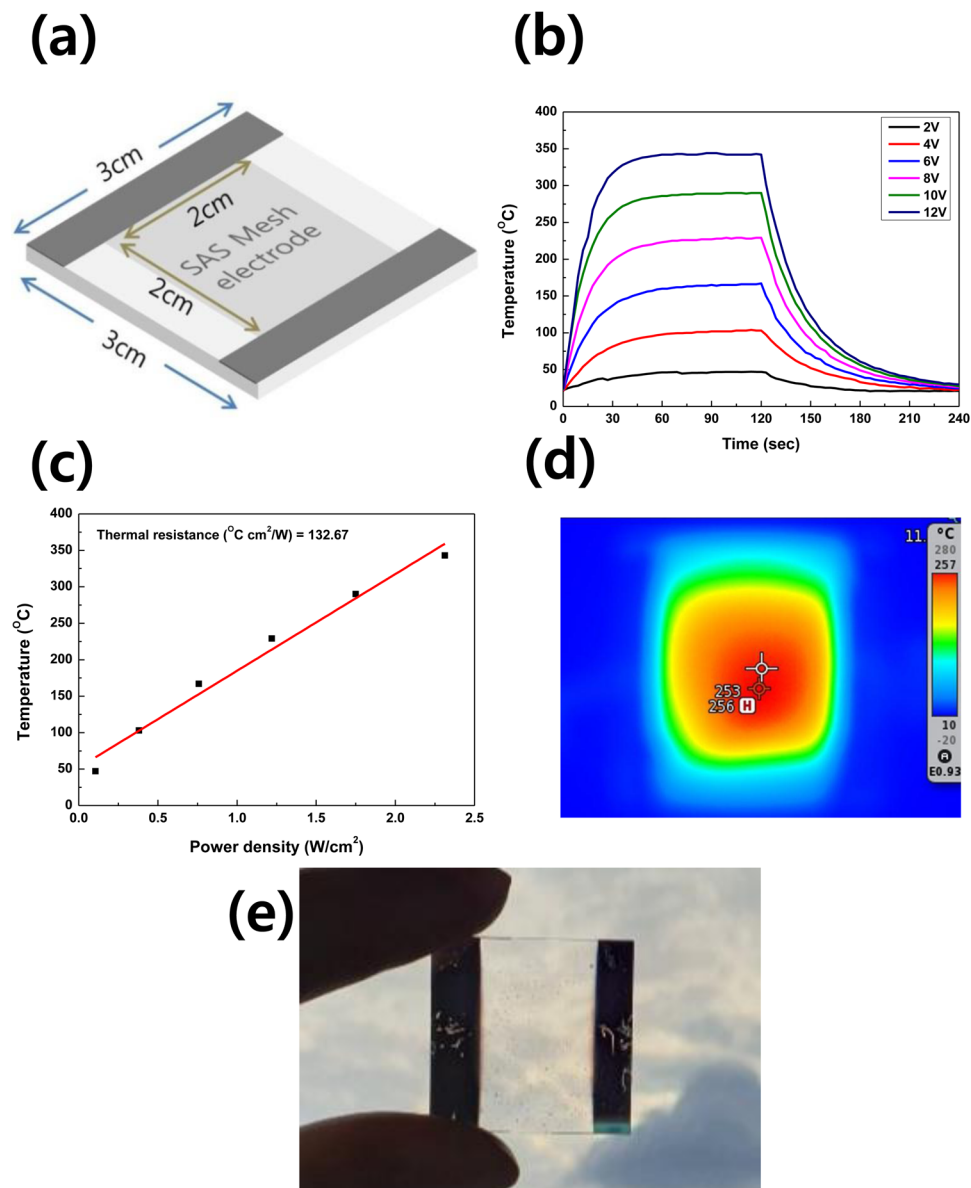 (a)
3cm
2cm
SAS Mesh
electrode
2cm
3cm
(b)
Temperature (°C)
400
350
300
250
200
150
100
50
0
0 30 60 90 120 150 180 210 240
Time (sec)
2V
4V
6V
8V
10V
12V
(c)
Thermal resistance (°C cm²/W) = 132.67
Temperature (°C)
400
350
300
250
200
150
100
50
0
0.0 0.5 1.0 1.5 2.0 2.5
Power density (W/cm²)
(d)
11.
°C
280
257
253
256 H
10
-20
A
E0.93
(e)